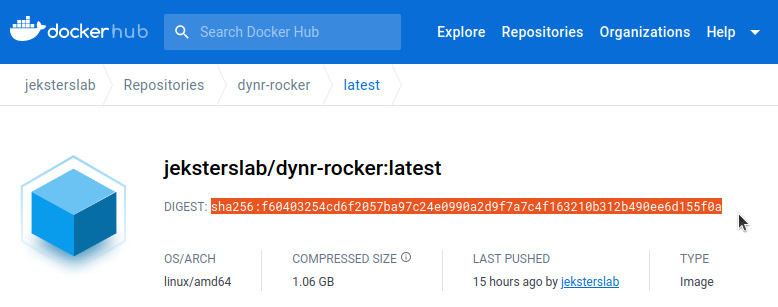 dockerhub Search Docker Hub Explore Repositories Organizations Help
jeksterslab Repositories dynr-rocker latest
jeksterslab/dynr-rocker:latest
DIGEST: sha256:f60403254cd6f2057ba97c24e0990a2d9f7a7c4f163210b312b490ee6d155f0a
OS/ARCH COMPRESSED SIZE LAST PUSHED TYPE
linux/amd64 1.06 GB 15 hours ago by jeksterslab Image